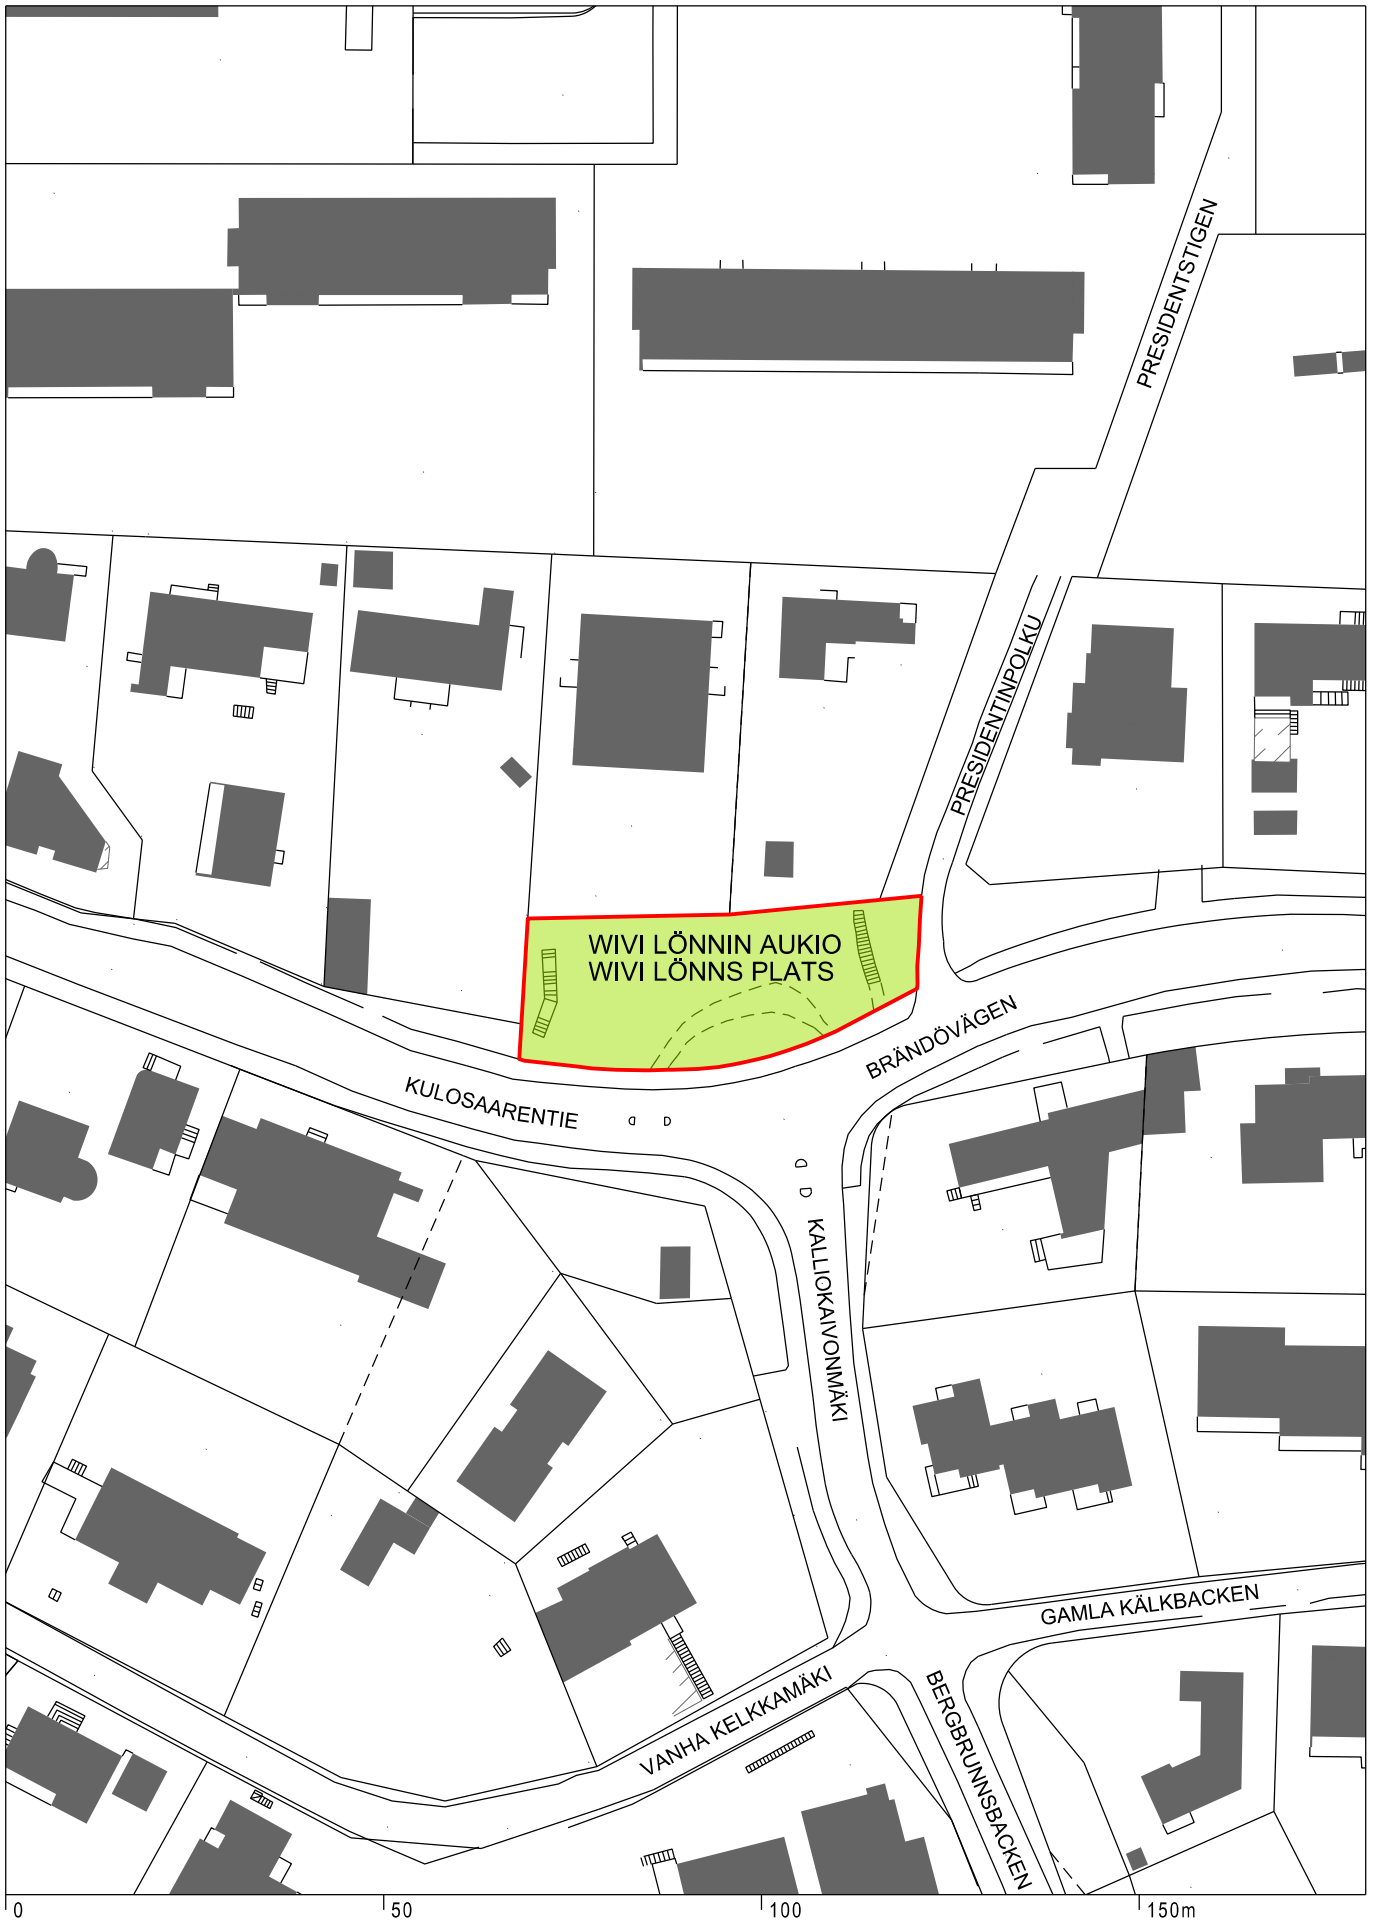 PRESIDENTSTIGEN
PRESIDENTINPOLKU
WIVI LÖNNIN AUKIO
WIVI LÖNNS PLATS
BRÄNDÖVÄGEN
KULOSAARENTIE
KALLIOKAIVONMÄKI
GAMLA KÄLKBACKEN
VANHA KELKKAMÄKI
BERGBRUNNSBACKEN
0 50 100 150m